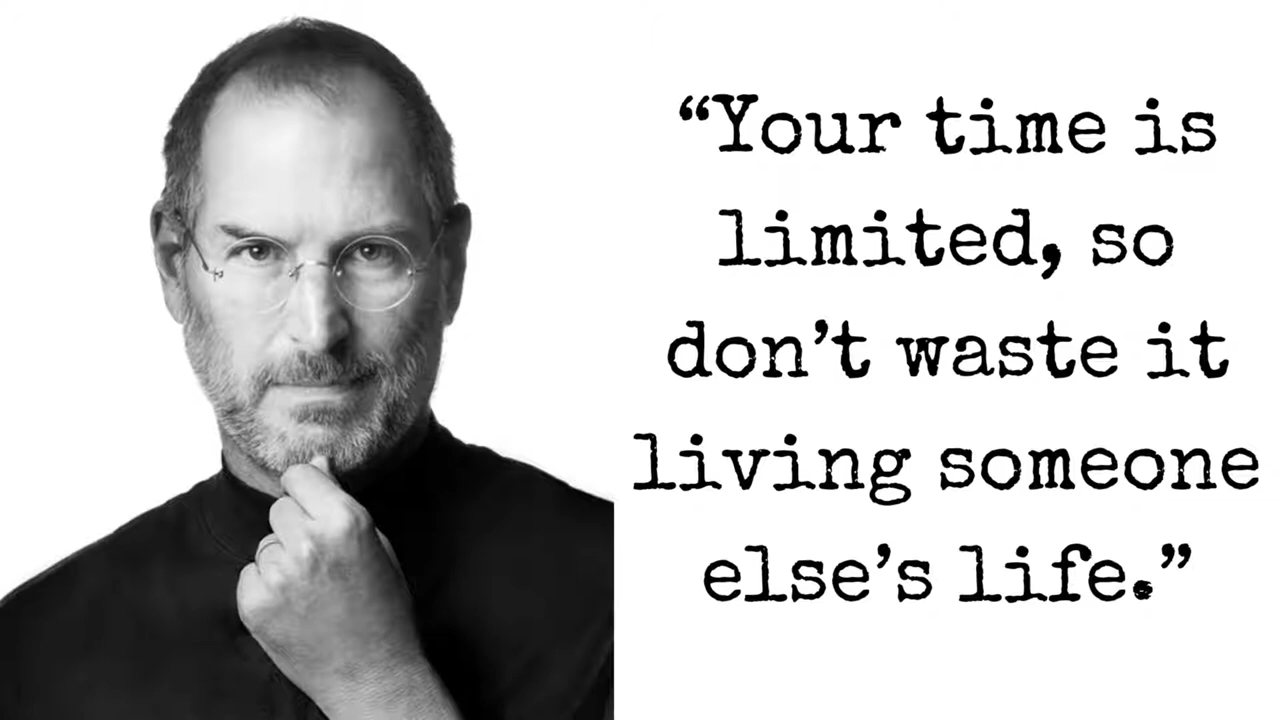 “Your time is
limited, so
don’t waste it
living someone
else’s life.”